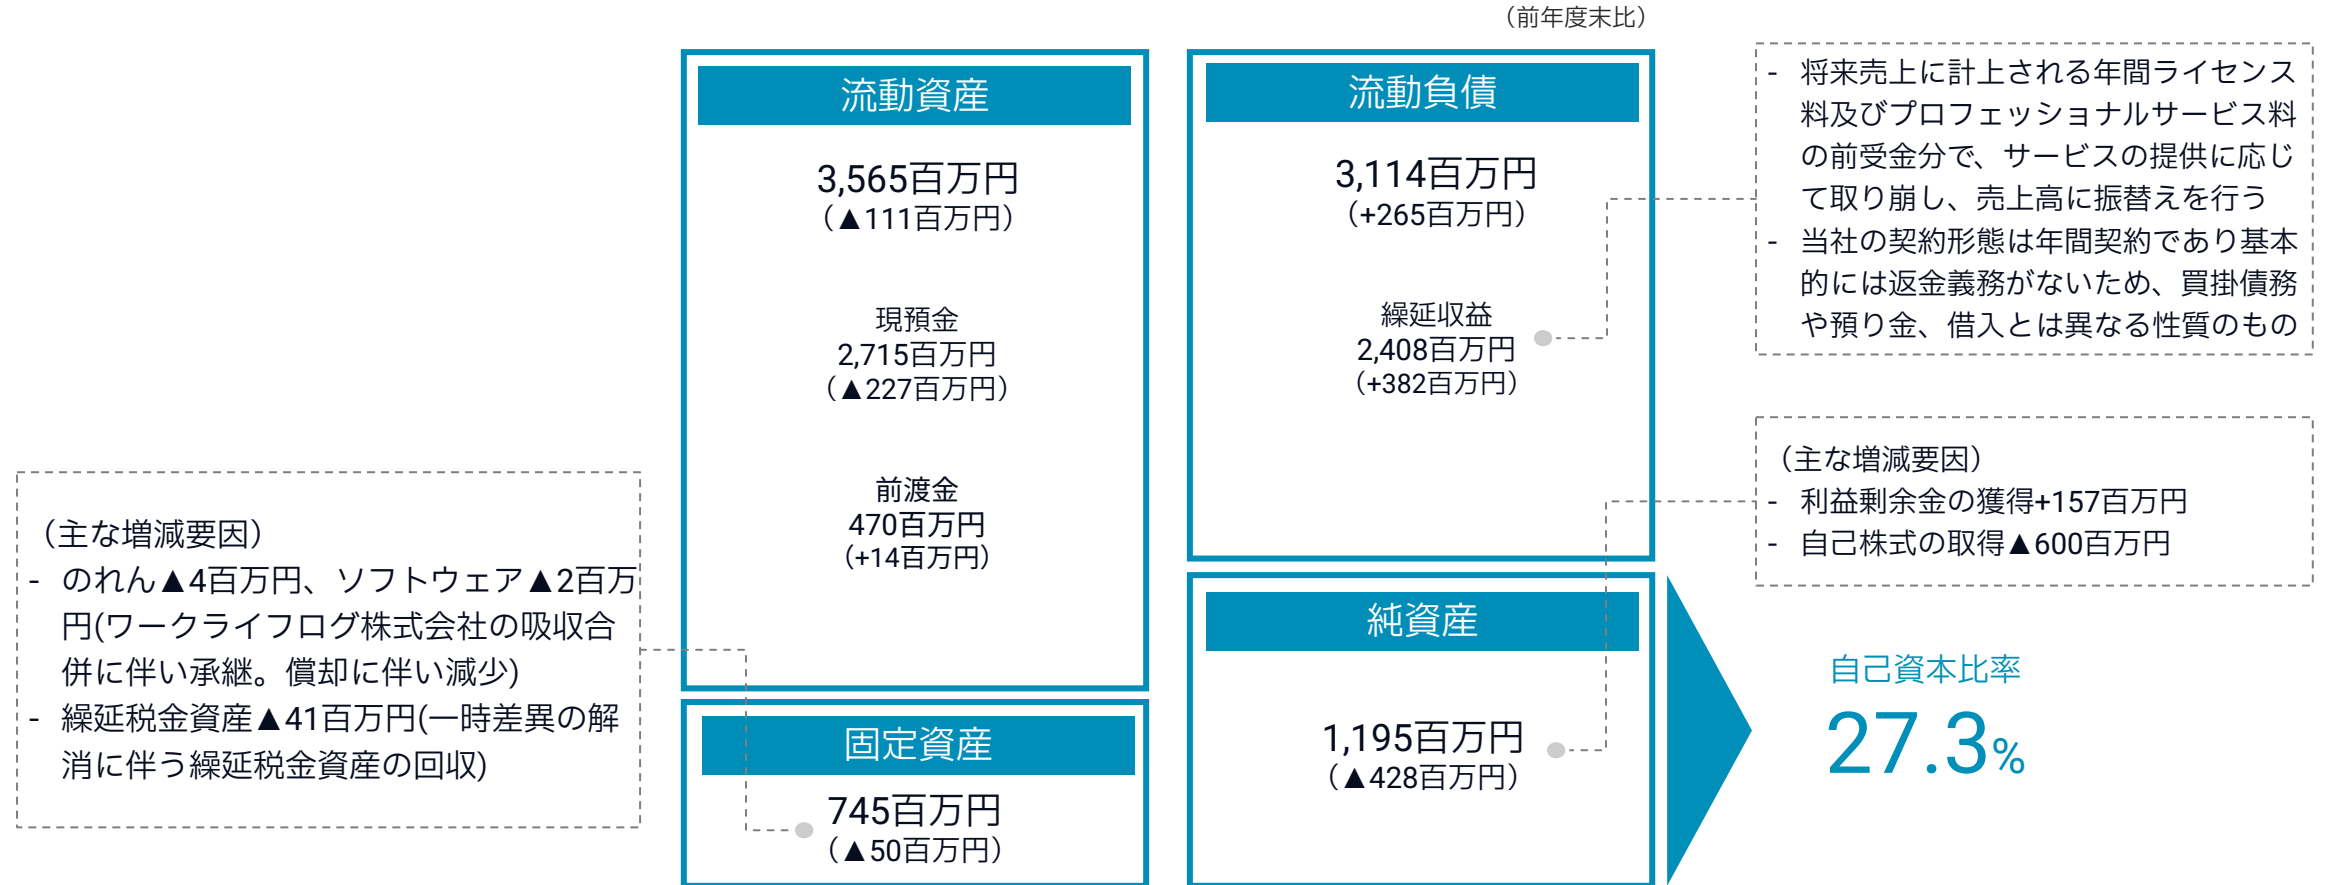 （前年度末比）
流動資産
3,565百万円
（▲111百万円）
現預金
2,715百万円
（▲227百万円）
前渡金
470百万円
（+14百万円）
固定資産
745百万円
（▲50百万円）
（主な増減要因）
- のれん▲4百万円、ソフトウェア▲2百万
円(ワークライフログ株式会社の吸収合
併に伴い承継。償却に伴い減少)
- 繰延税金資産▲41百万円(一時差異の解
消に伴う繰延税金資産の回収)
流動負債
3,114百万円
（+265百万円）
繰延収益
2,408百万円
（+382百万円）
- 将来売上に計上される年間ライセンス
料及びプロフェッショナルサービス料
の前受金分で、サービスの提供に応じ
て取り崩し、売上高に振替えを行う
- 当社の契約形態は年間契約であり基本
的には返金義務がないため、買掛債務
や預り金、借入とは異なる性質のもの
純資産
1,195百万円
（▲428百万円）
（主な増減要因）
- 利益剰余金の獲得+157百万円
- 自己株式の取得▲600百万円
自己資本比率
27.3%